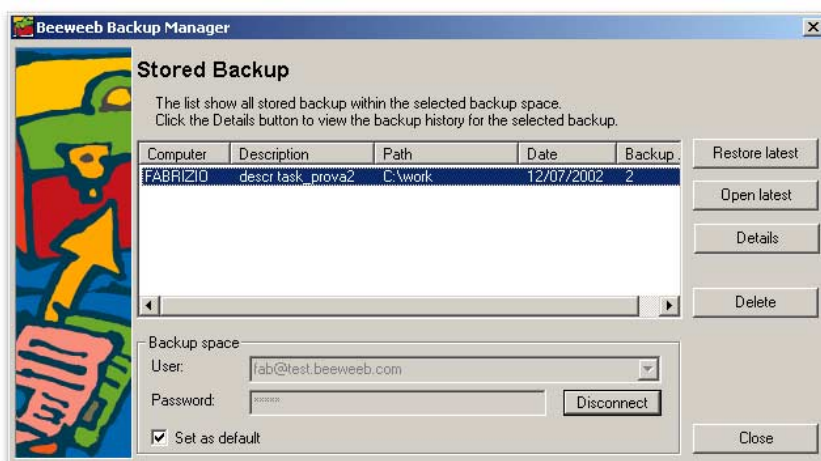 Beeweeb Backup Manager
Stored Backup
The list show all stored backup within the selected backup space.
Click the Details button to view the backup history for the selected backup.
Computer Description Path Date Backup
FABRIZIO descr task_prova2 C:\work 12/07/2002 2
Restore latest
Open latest
Details
Delete
Backup space
User: fab@test.beeweeb.com
Password: xxxxx
Disconnect
Set as default
Close